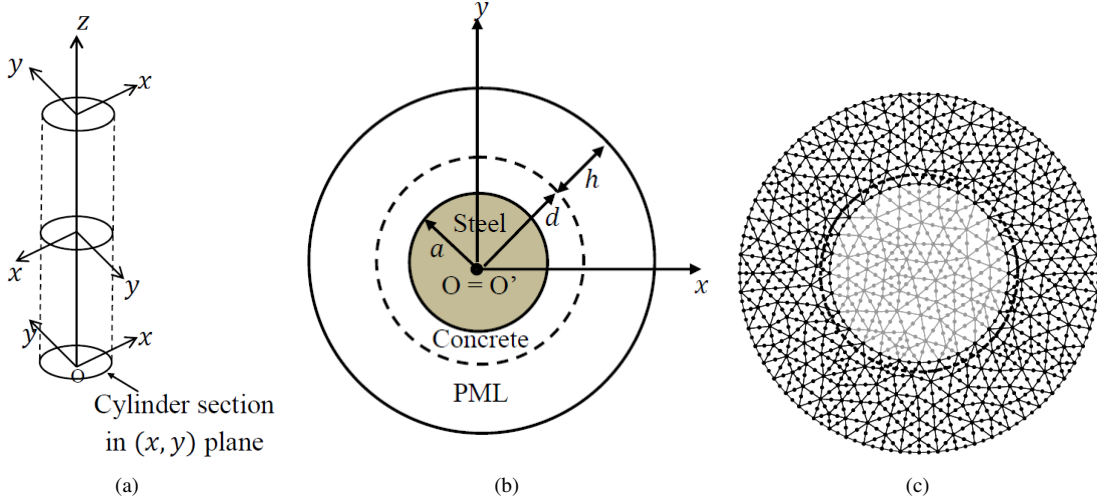 z
y
x
x
y
y
x
O
Cylinder section
in (x, y) plane
(a)
y
h
Steel
d
a
O = O’
x
Concrete
PML
(b)
(c)